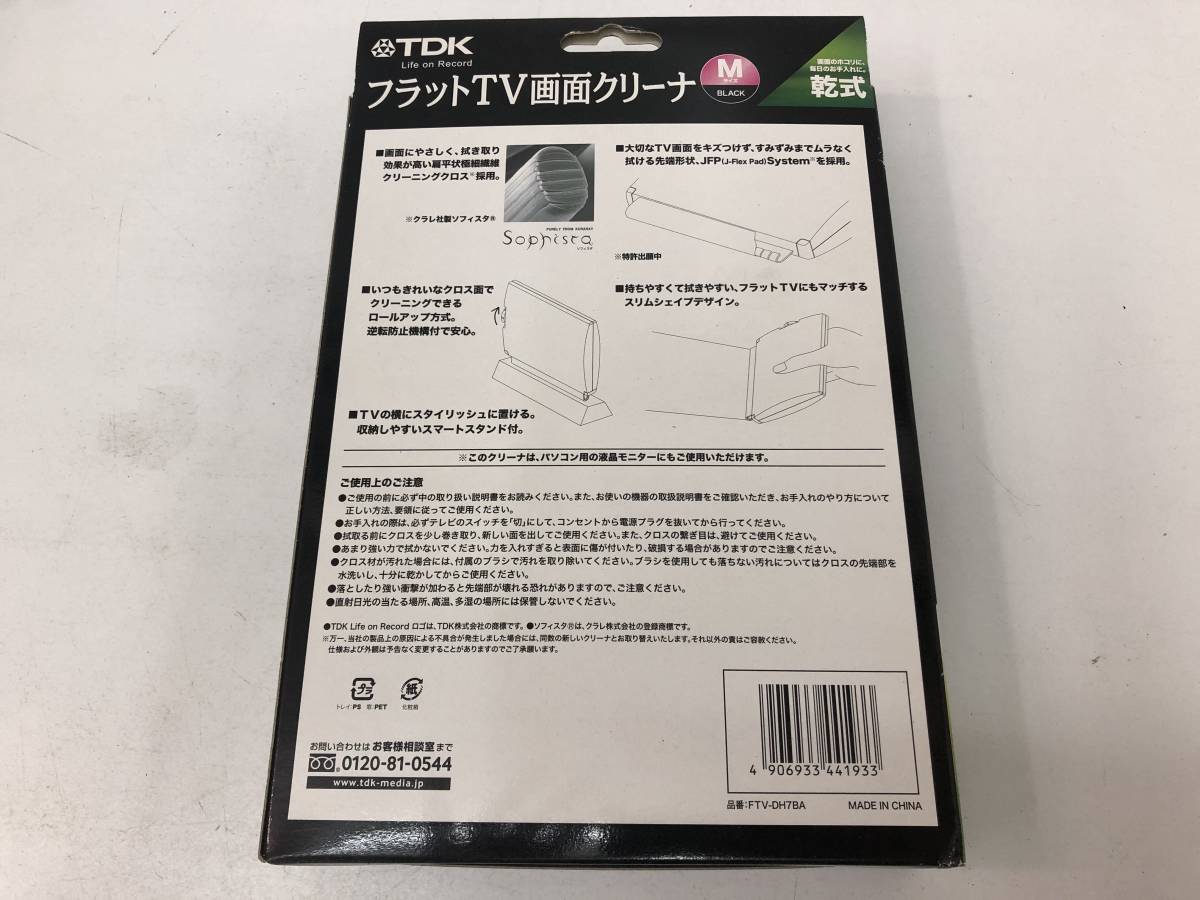 TDK
Life on Record
フラットTV画面クリーナ
M
サイズ
BLACK
画面のホコリに、
毎日のお手入れに。
乾式
■画面にやさしく、拭き取り
効果が高い扁平状極細繊維
クリーニングクロス※採用。
※クラレ社製ソフィスタ®
PURELY FROM KURARAY
Sophista
ソフィスタ
■大切なTV画面をキズつけず、すみずみまでムラなく
拭ける先端形状、JFP(J-Flex Pad)System※を採用。
※特許出願中
■いつもきれいなクロス面で
クリーニングできる
ロールアップ方式。
逆転防止機構付で安心。
■持ちやすくて拭きやすい、フラットTVにもマッチする
スリムシェイプデザイン。
■TVの横にスタイリッシュに置ける。
収納しやすいスマートスタンド付。
※このクリーナは、パソコン用の液晶モニターにもご使用いただけます。
ご使用上のご注意
●ご使用の前に必ず中の取り扱い説明書をお読みください。また、お使いの機器の取扱説明書をご確認いただき、お手入れのやり方について
正しい方法、要領に従ってご使用ください。
●お手入れの際は、必ずテレビのスイッチを「切」にして、コンセントから電源プラグを抜いてから行ってください。
●拭取る前にクロスを少し巻き取り、新しい面を出してご使用ください。また、クロスの繋ぎ目は、避けてご使用ください。
●あまり強い力で拭かないでください。力を入れすぎると表面に傷が付いたり、破損する場合がありますのでご注意ください。
●クロス材が汚れた場合には、付属のブラシで汚れを取り除いてください。ブラシを使用しても落ちない汚れについてはクロスの先端部を
水洗いし、十分に乾かしてからご使用ください。
●落としたり強い衝撃が加わると先端部が壊れる恐れがありますので、ご注意ください。
●直射日光の当たる場所、高温、多湿の場所には保管しないでください。
●TDK Life on Record ロゴは、TDK株式会社の商標です。●ソフィスタ®は、クラレ株式会社の登録商標です。
※万一、当社の製品上の原因による不具合が発生しました場合には、同数の新しいクリーナとお取り替えいたします。それ以外の責はご容赦ください。
仕様および外観は予告なく変更することがありますのでご了承願います。
プラ
トレイ:PS 窓:PET
紙
化粧箱
お問い合わせは お客様相談室まで
0120-81-0544
www.tdk-media.jp
4 906933 441933
品番:FTV-DH7BA MADE IN CHINA